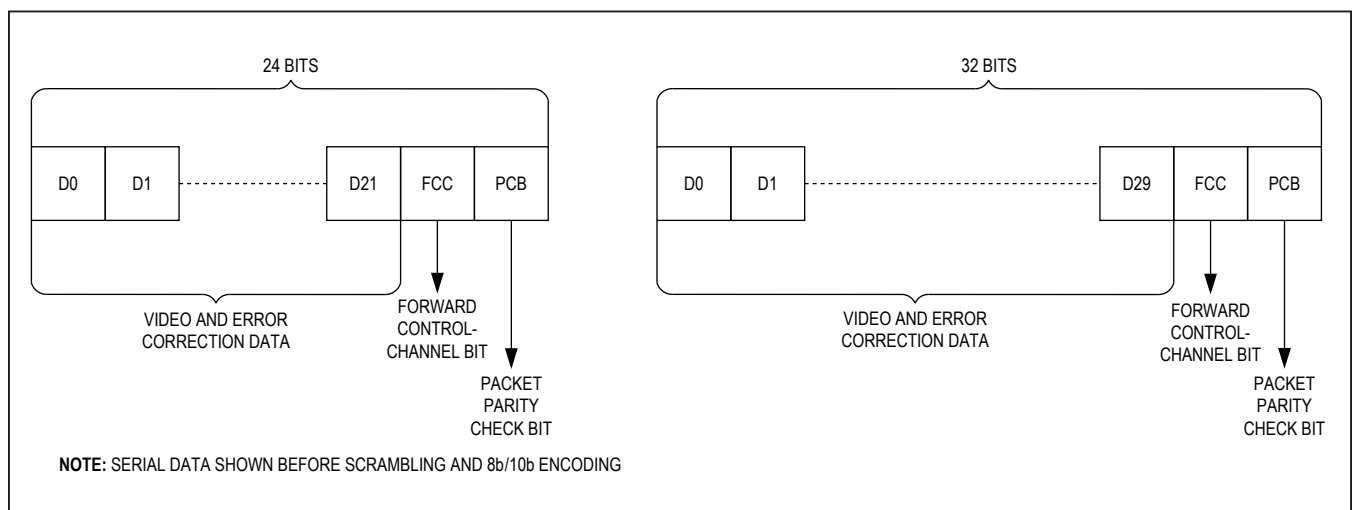 24 BITS
32 BITS
D0 D1 D21 FCC PCB
D0 D1 D29 FCC PCB
VIDEO AND ERROR
CORRECTION DATA
FORWARD
CONTROL-
CHANNEL BIT
PACKET
PARITY
CHECK BIT
VIDEO AND ERROR
CORRECTION DATA
FORWARD
CONTROL-
CHANNEL BIT
PACKET
PARITY
CHECK BIT
NOTE: SERIAL DATA SHOWN BEFORE SCRAMBLING AND 8b/10b ENCODING